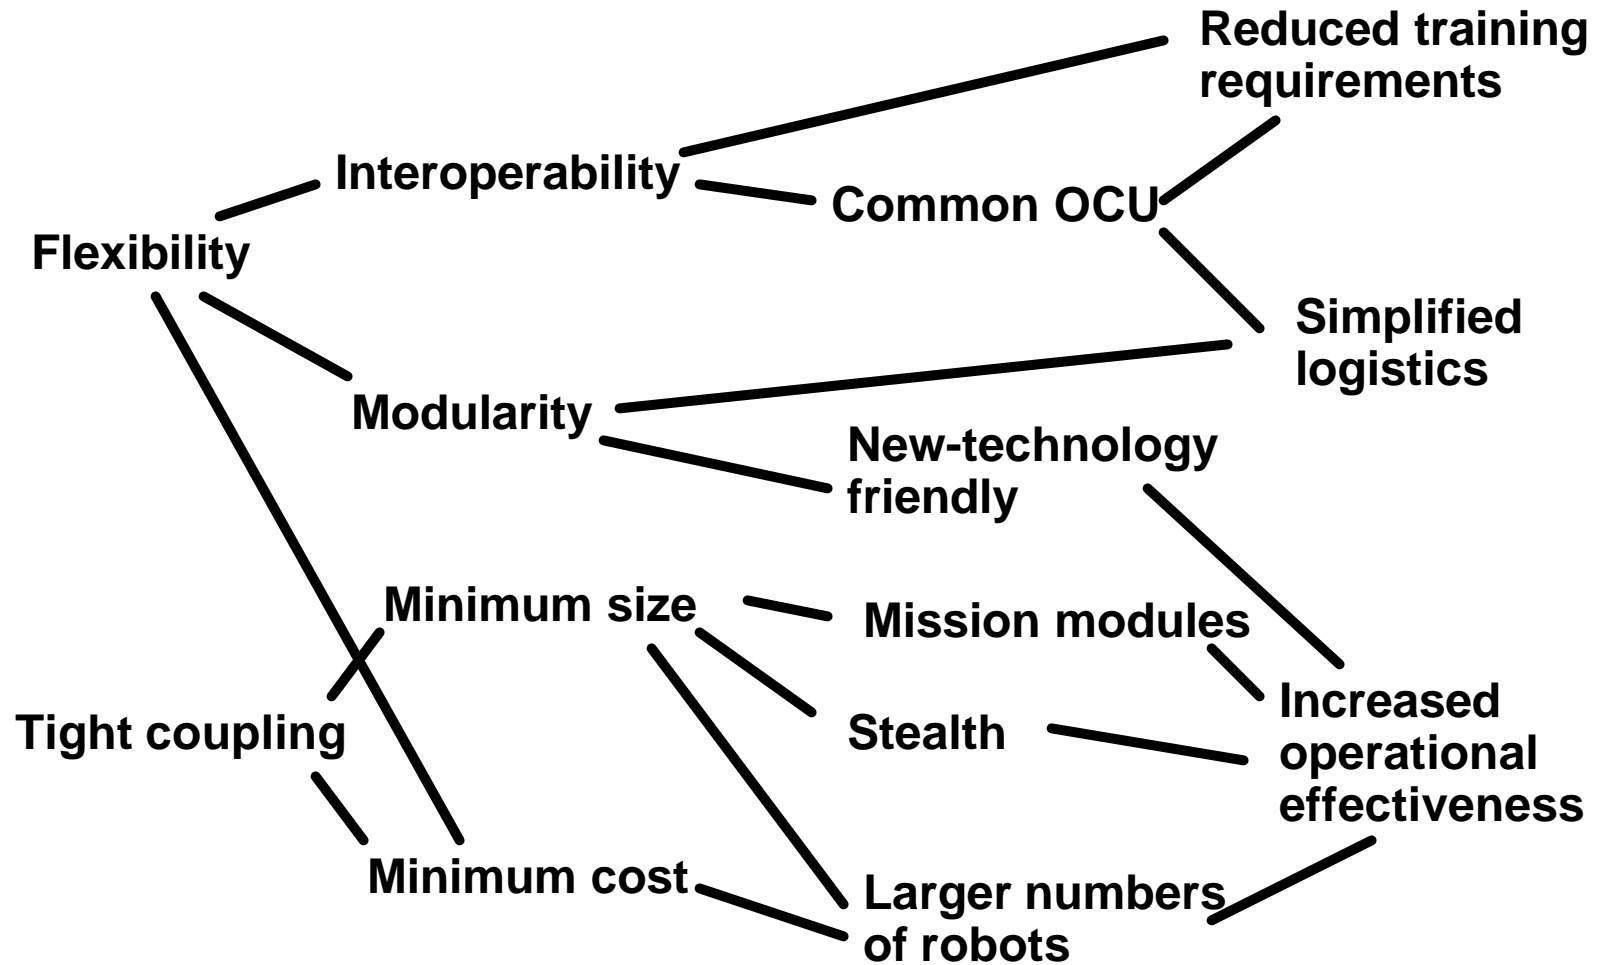 Reduced training
requirements
Interoperability
Common OCU
Flexibility
Simplified
logistics
Modularity
New-technology
friendly
Minimum size
Mission modules
Increased
operational
effectiveness
Tight coupling
Stealth
Minimum cost
Larger numbers
of robots